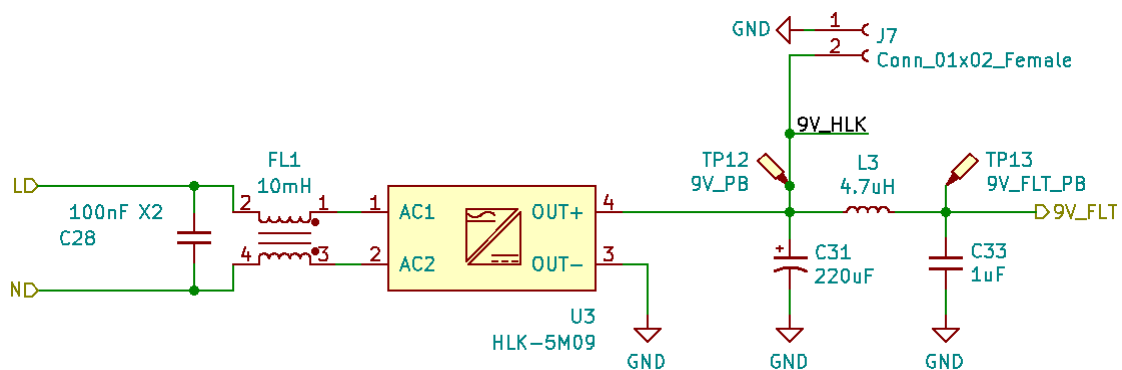 GND
1
J7
2
Conn_01x02_Female
9V_HLK
FL1
10mH
TP12
9V_PB
L3
4.7uH
TP13
9V_FLT_PB
L
2
1
1
AC1
OUT+
4
9V_FLT
100nF X2
C28
4
3
2
AC2
OUT-
3
+
C31
220uF
C33
1uF
N
U3
HLK-5M09
GND
GND
GND